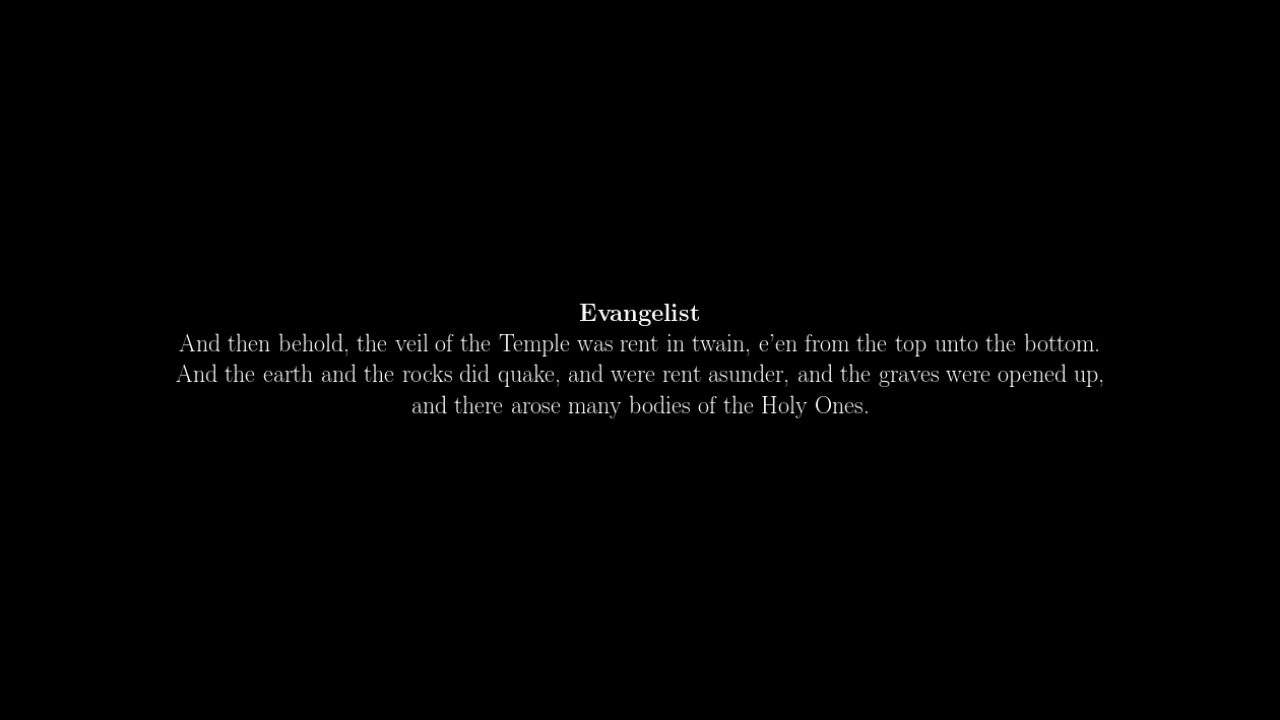 Evangelist
And then behold, the veil of the Temple was rent in twain, e'en from the top unto the bottom.
And the earth and the rocks did quake, and were rent asunder, and the graves were opened up,
and there arose many bodies of the Holy Ones.